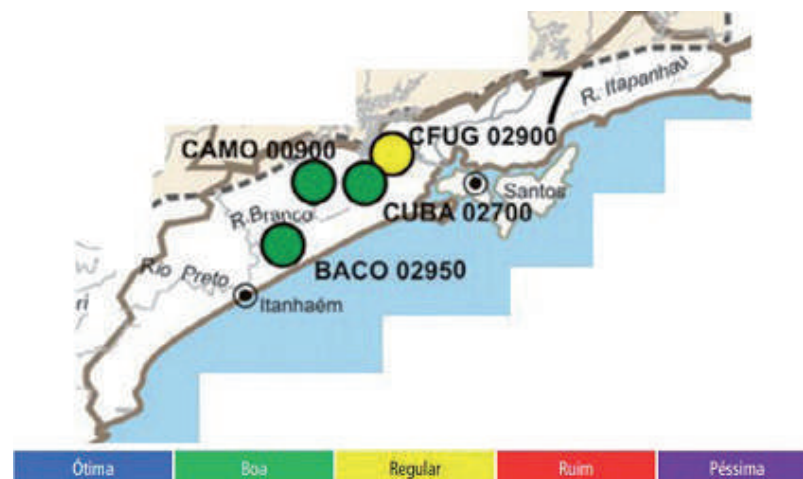 7
R. Itapanhaú
CFUG 02900
CAMO 00900
Santos
CUBA 02700
R.Branco
BACO 02950
Rio Preto
Itanhaém
ri
Ótima
Boa
Regular
Ruim
Péssima